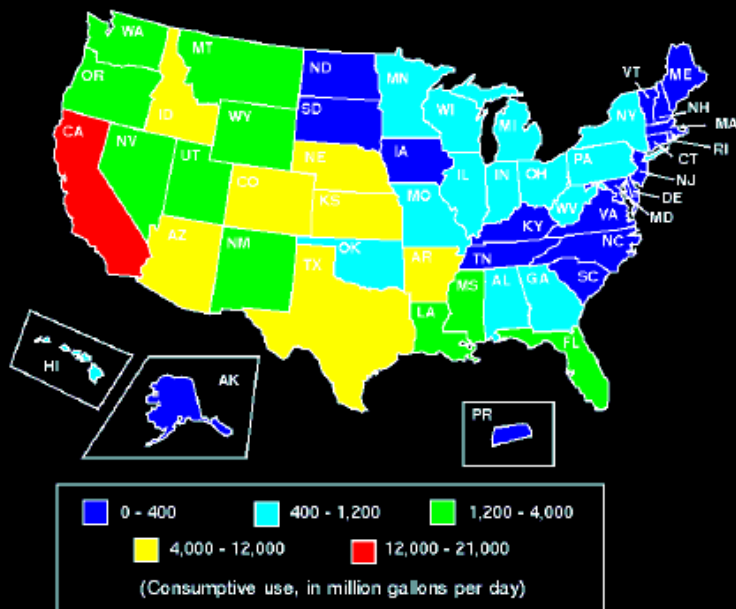 WA
MT
ND
MN
VT
ME
OR
ID
SD
WI
MI
NY
NH
MA
WY
RI
CA
NV
UT
NE
IA
PA
CT
CO
IL
IN
OH
NJ
KS
MO
WV
VA
DE
MD
KY
AZ
NM
OK
TN
NC
TX
AR
SC
MS
AL
GA
LA
FL
HI
AK
PR
0 - 400 400 - 1,200 1,200 - 4,000
4,000 - 12,000 12,000 - 21,000
(Consumptive use, in million gallons per day)